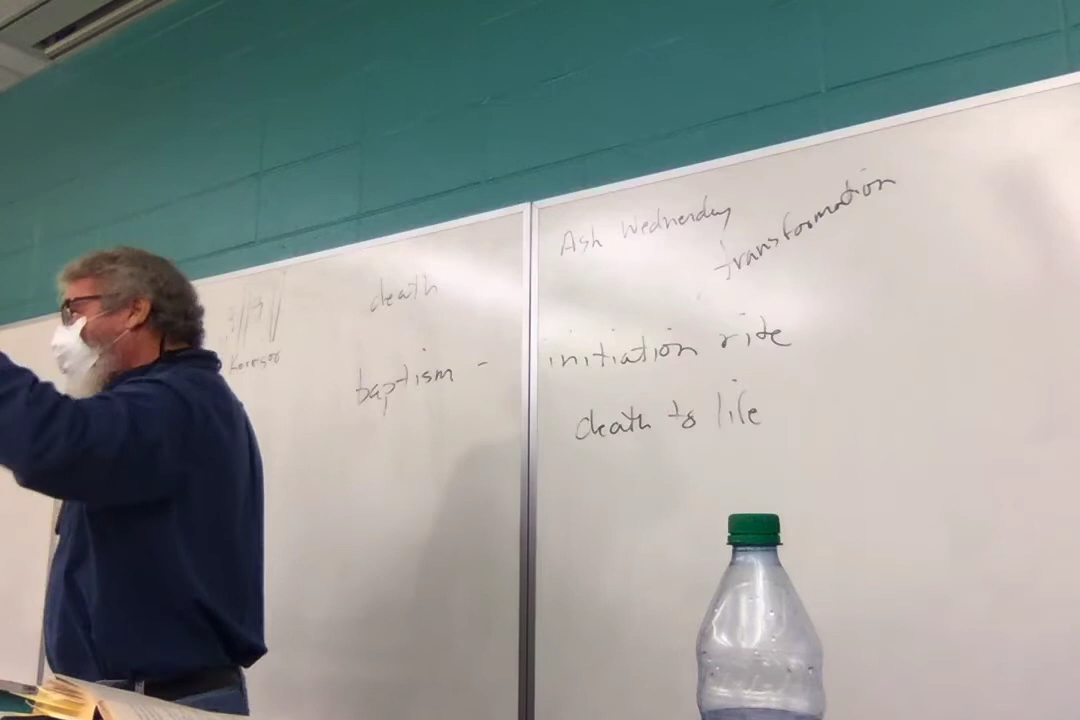 death
baptism -
Ash Wednesday
transformation
initiation rite
death to life